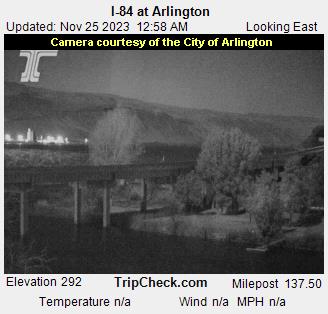 I-84 at Arlington
Updated: Nov 25 2023 12:58 AM Looking East
Camera courtesy of the City of Arlington
Elevation 292 TripCheck.com Milepost 137.50
Temperature n/a Wind n/a MPH n/a